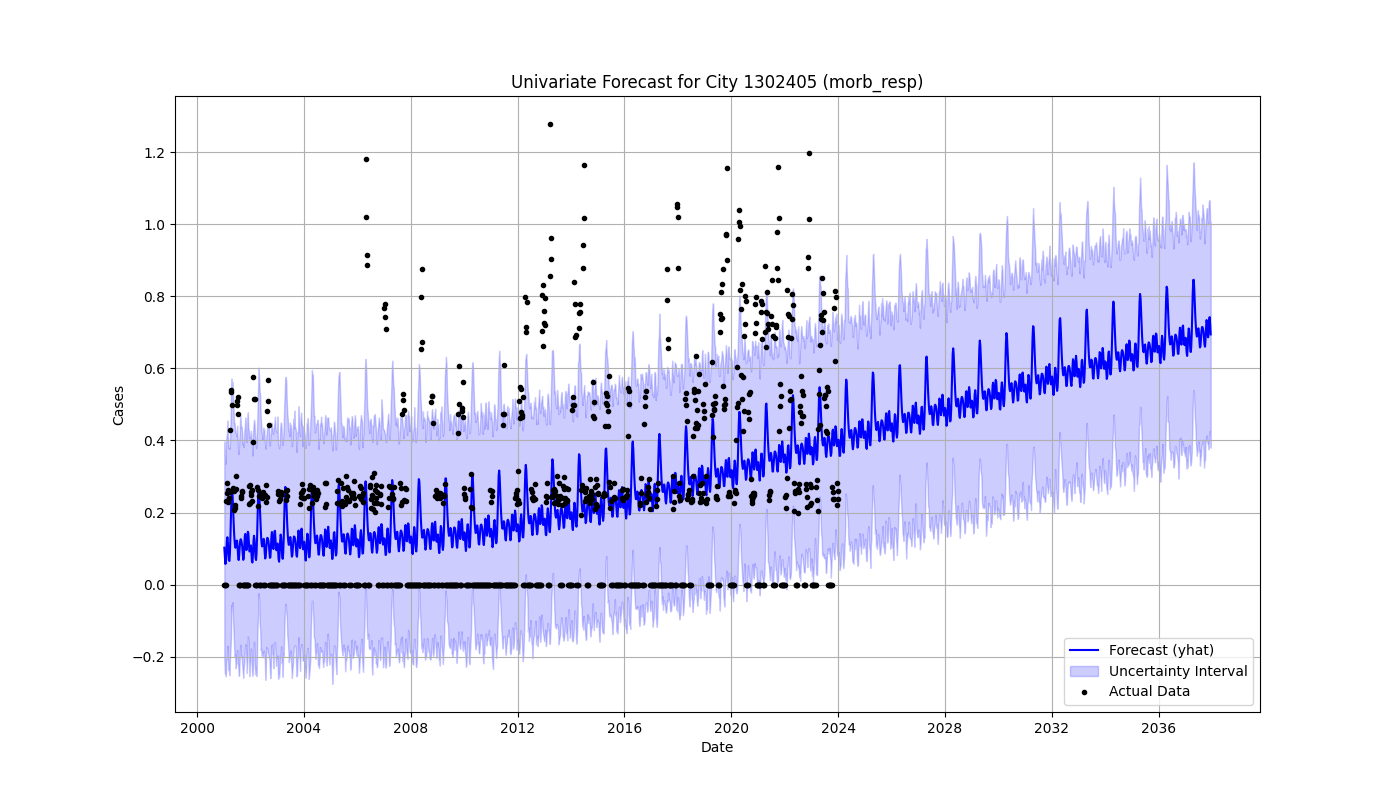 Univariate Forecast for City 1302405 (morb_resp)
Cases
1.2
1.0
0.8
0.6
0.4
0.2
0.0
−0.2
2000 2004 2008 2012 2016 2020 2024 2028 2032 2036
Date
Forecast (yhat)
Uncertainty Interval
Actual Data